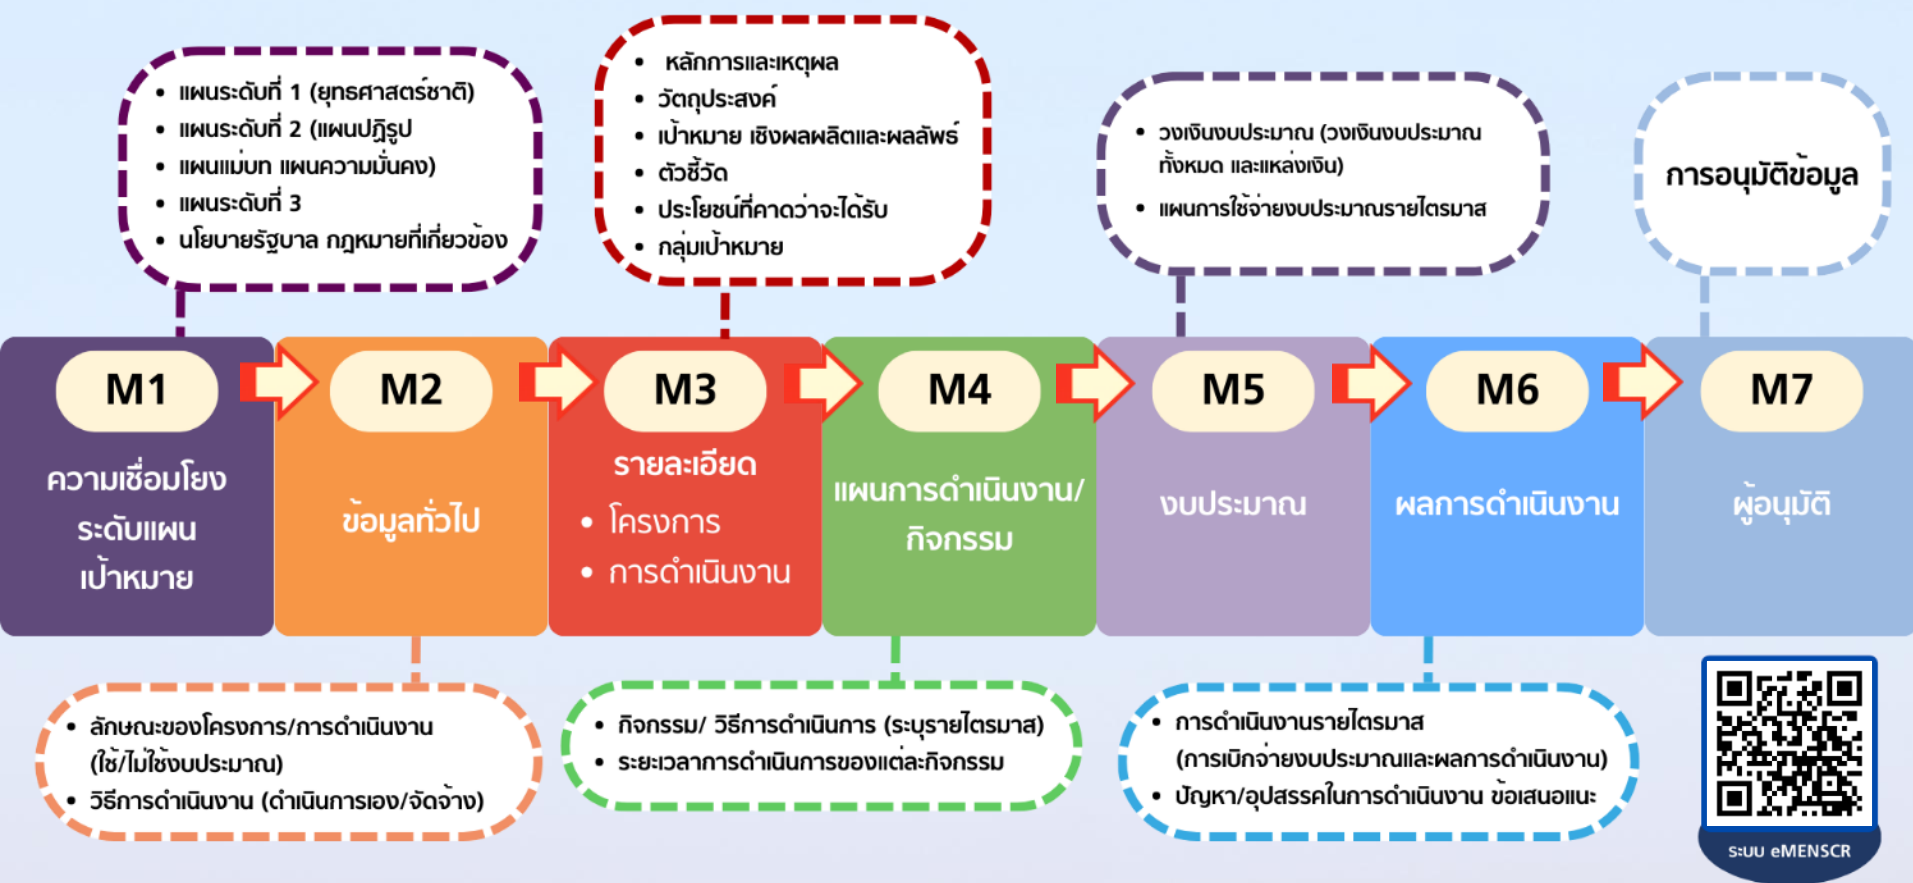 • แผนระดับที่ 1 (ยุทธศาสตร์ชาติ)
• แผนระดับที่ 2 (แผนปฏิรูป
• แผนแม่บท แผนความมั่นคง)
• แผนระดับที่ 3
• นโยบายรัฐบาล กฎหมายที่เกี่ยวข้อง
• หลักการและเหตุผล
• วัตถุประสงค์
• เป้าหมาย เชิงผลผลิตและผลลัพธ์
• ตัวชี้วัด
• ประโยชน์ที่คาดว่าจะได้รับ
• กลุ่มเป้าหมาย
• วงเงินงบประมาณ (วงเงินงบประมาณ
ทั้งหมด และแหล่งเงิน)
• แผนการใช้จ่ายงบประมาณรายไตรมาส
การอนุมัติข้อมูล
M1
ความเชื่อมโยง
ระดับแผน
เป้าหมาย
M2
ข้อมูลทั่วไป
M3
รายละเอียด
• โครงการ
• การดำเนินงาน
M4
แผนการดำเนินงาน/
กิจกรรม
M5
งบประมาณ
M6
ผลการดำเนินงาน
M7
ผู้อนุมัติ
• ลักษณะของโครงการ/การดำเนินงาน
(ใช้/ไม่ใช้งบประมาณ)
• วิธีการดำเนินงาน (ดำเนินการเอง/จัดจ้าง)
• กิจกรรม/ วิธีการดำเนินการ (ระบุรายไตรมาส)
• ระยะเวลาการดำเนินการของแต่ละกิจกรรม
• การดำเนินงานรายไตรมาส
(การเบิกจ่ายงบประมาณและผลการดำเนินงาน)
• ปัญหา/อุปสรรคในการดำเนินงาน ข้อเสนอแนะ
ระบบ eMENSCR